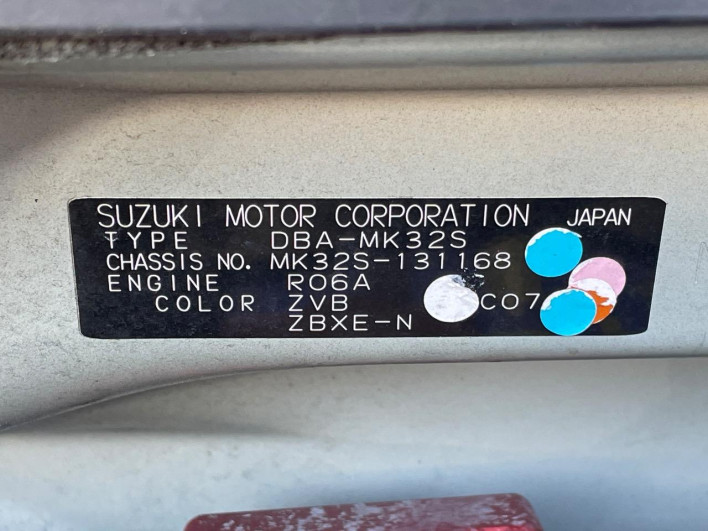 SUZUKI MOTOR CORPORATION JAPAN
TYPE DBA-MK32S
CHASSIS NO. MK32S-131168
ENGINE R06A
COLOR ZVB C07
ZBXE-N